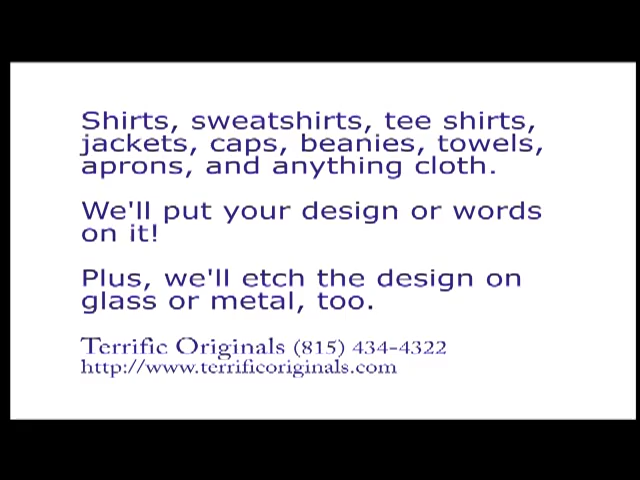 Shirts, sweatshirts, tee shirts,
jackets, caps, beanies, towels,
aprons, and anything cloth.
We'll put your design or words
on it!
Plus, we'll etch the design on
glass or metal, too.
Terrific Originals (815) 434-4322
http://www.terrificoriginals.com